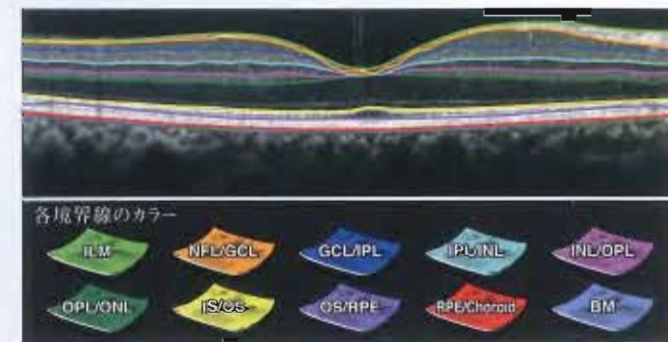 各境界線のカラー
ILM NFL/GCL GCL/IPL IPL/INL INL/OPL
OPL/ONL IS/OS OS/RPE RPE/Choroid BM